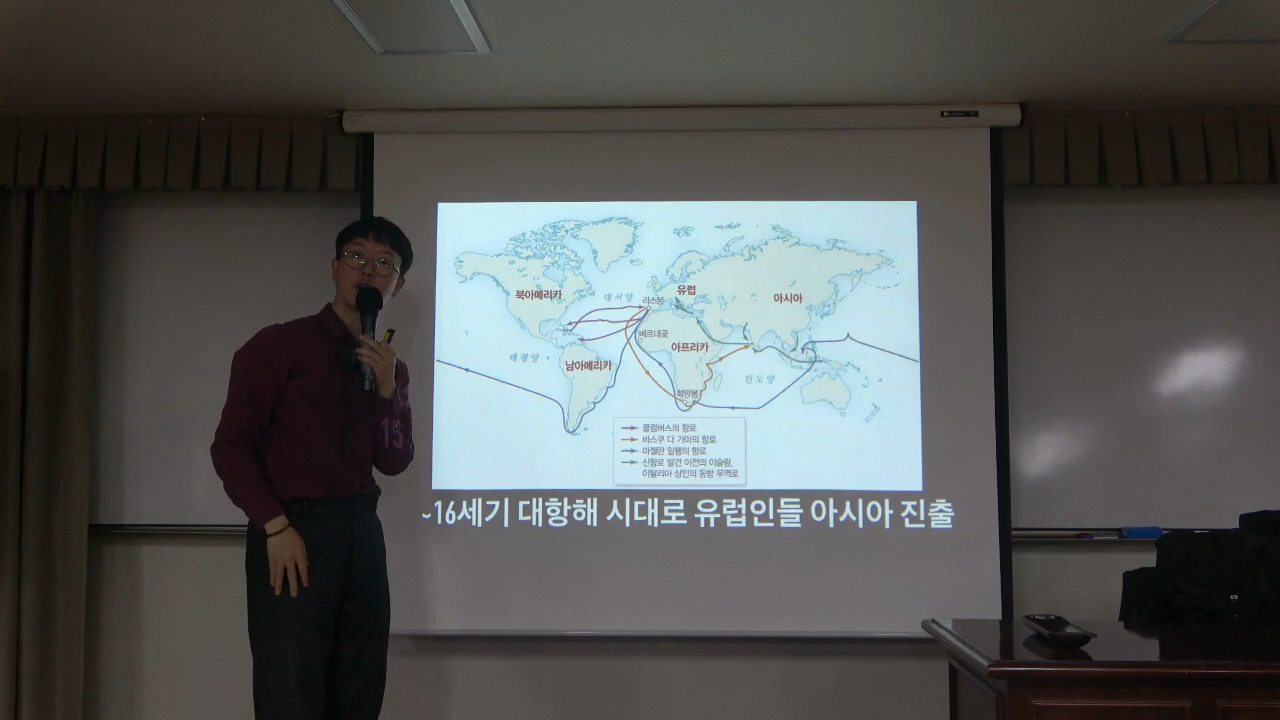 북아메리카
대서양
리스본
유럽
아시아
베르데곶
아프리카
태평양
남아메리카
인도양
희망봉
콜럼버스의 항로
바스쿠 다 가마의 항로
마젤란 일행의 항로
신항로 발견 이전의 이슬람,
이탈리아 상인의 동방 무역로
~16세기 대항해 시대로 유럽인들 아시아 진출